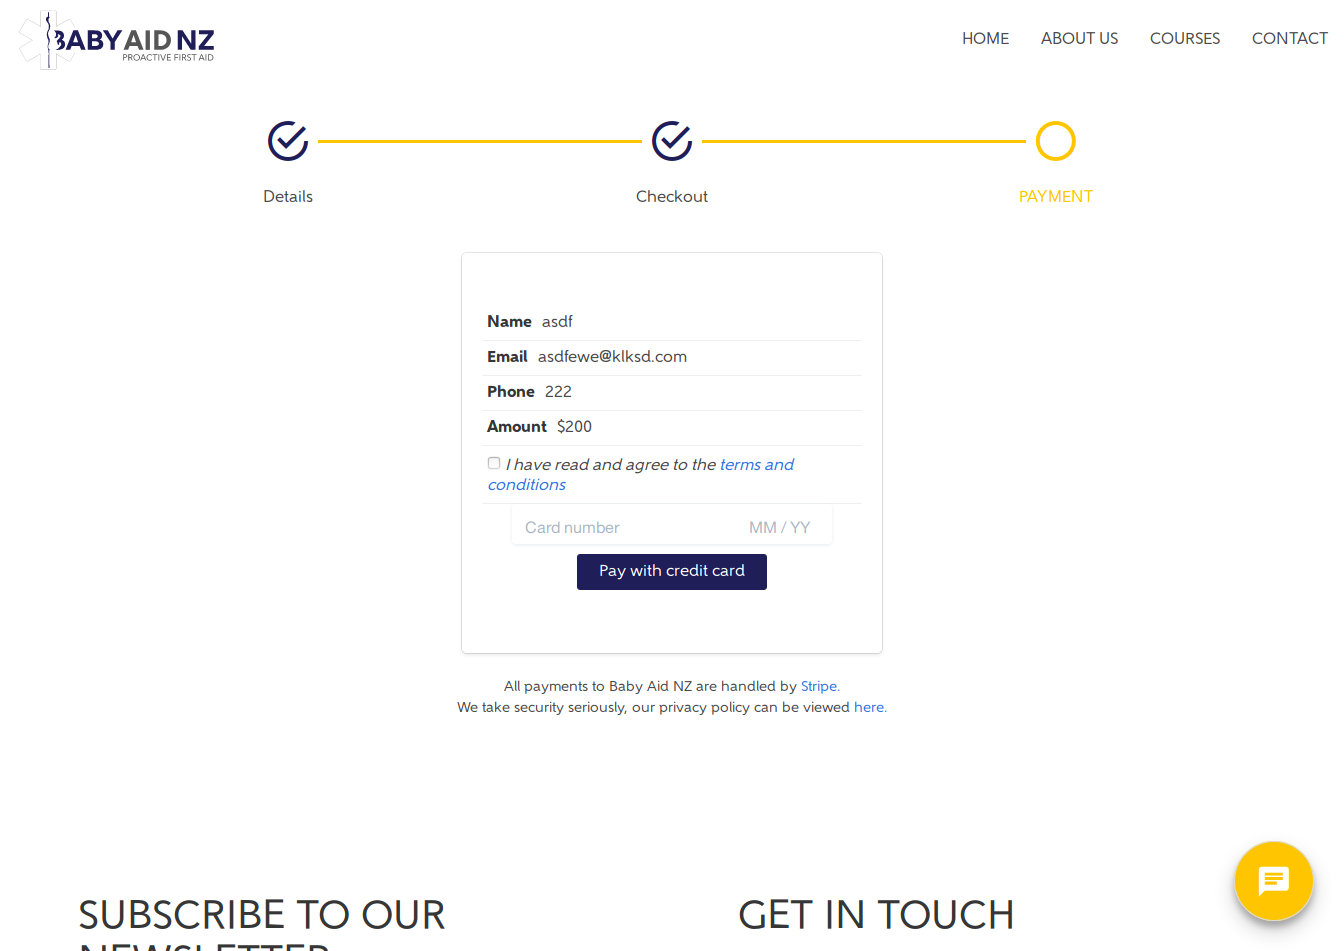 BABY AID NZ
PROACTIVE FIRST AID
HOME ABOUT US COURSES CONTACT
Details Checkout PAYMENT
Name asdf
Email asdfewe@klksd.com
Phone 222
Amount $200
I have read and agree to the terms and
conditions
Card number MM / YY
Pay with credit card
All payments to Baby Aid NZ are handled by Stripe.
We take security seriously, our privacy policy can be viewed here.
SUBSCRIBE TO OUR
NEWSLETTER
GET IN TOUCH